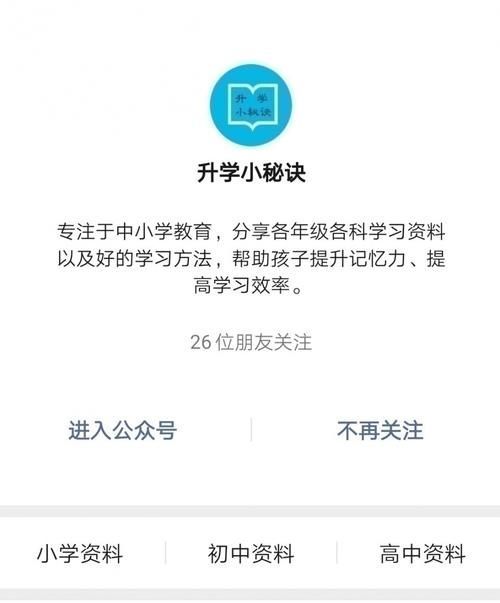 升 学
小秘诀
升学小秘诀
专注于中小学教育，分享各年级各科学习资料
以及好的学习方法，帮助孩子提升记忆力、提
高学习效率。
26位朋友关注
进入公众号 不再关注
小学资料 初中资料 高中资料